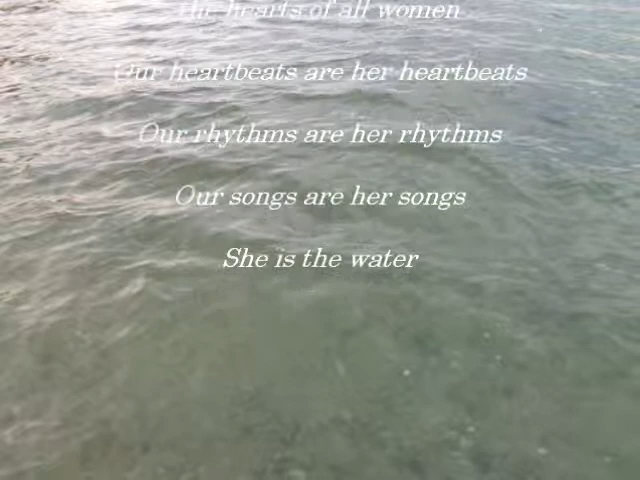 The hearts of all women
Our heartbeats are her heartbeats
Our rhythms are her rhythms
Our songs are her songs
She is the water